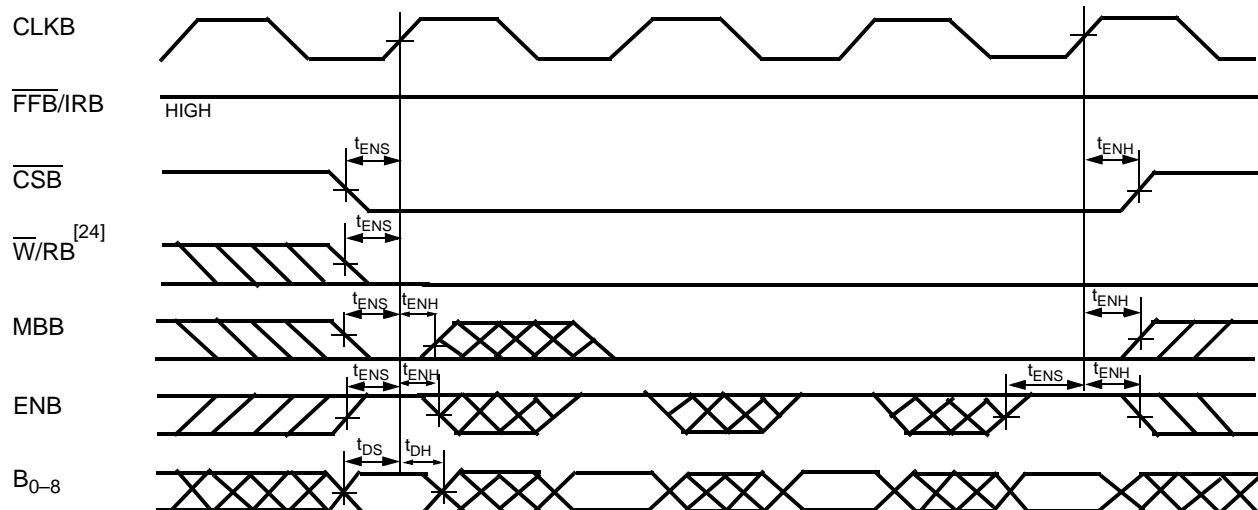 CLKB
FFB/IRB
HIGH
tENS
tENH
CSB
tENS
W/RB[24]
tENS
tENH
tENH
MBB
tENS
tENH
tENS
tENH
ENB
tDS
tDH
B0–8